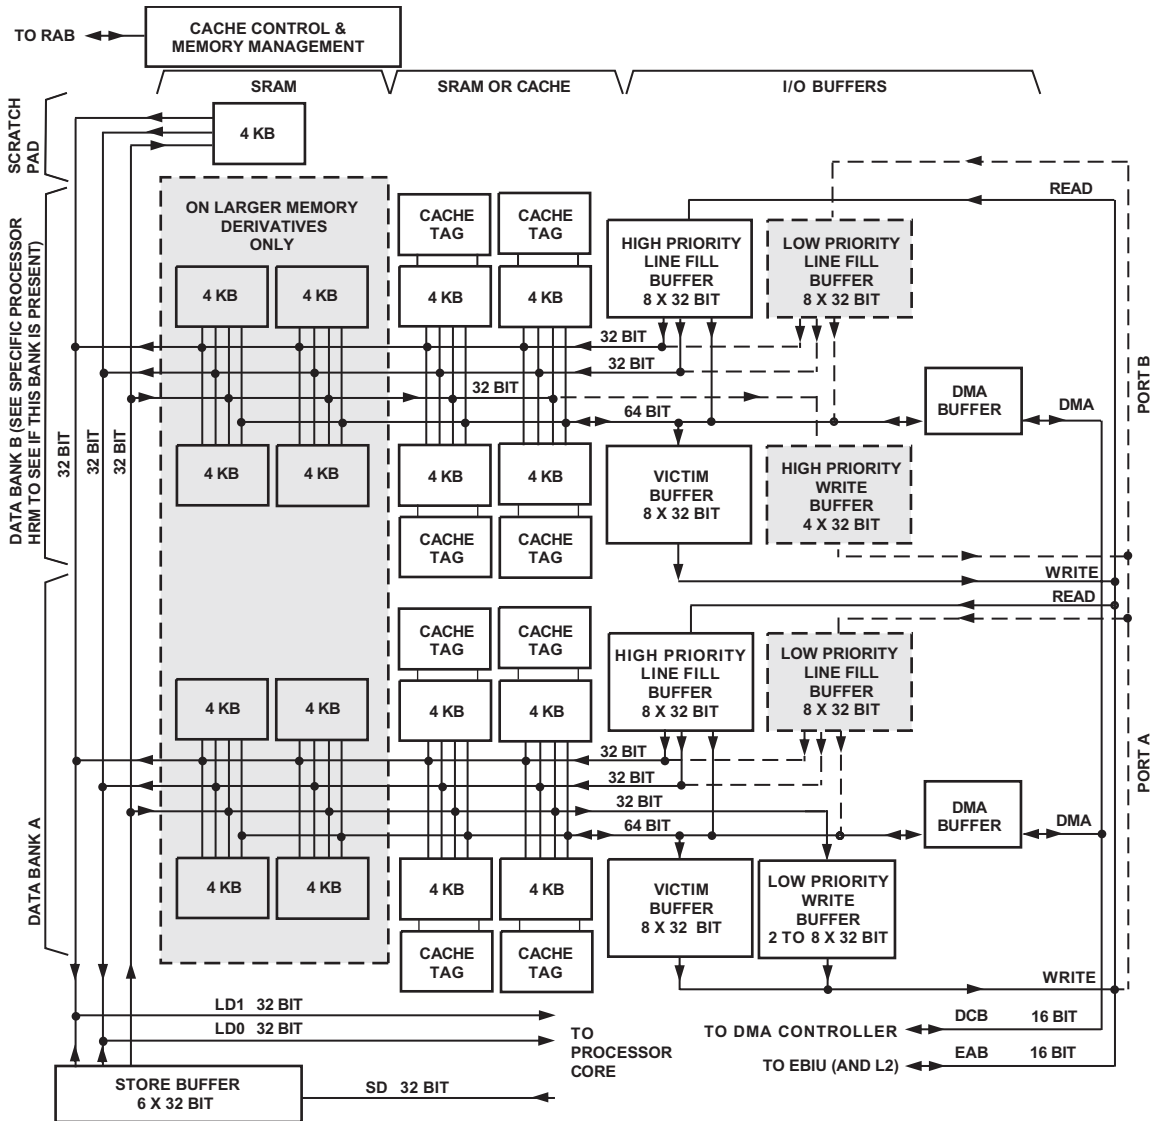 TO RAB
CACHE CONTROL &
MEMORY MANAGEMENT
SRAM
SRAM OR CACHE
I/O BUFFERS
SCRATCH
PAD
4 KB
DATA BANK B (SEE SPECIFIC PROCESSOR
HRM TO SEE IF THIS BANK IS PRESENT)
32 BIT
32 BIT
32 BIT
ON LARGER MEMORY
DERIVATIVES
ONLY
CACHE
TAG
CACHE
TAG
READ
HIGH PRIORITY
LINE FILL
BUFFER
8 X 32 BIT
LOW PRIORITY
LINE FILL
BUFFER
8 X 32 BIT
4 KB
4 KB
4 KB
4 KB
32 BIT
32 BIT
32 BIT
64 BIT
DMA
BUFFER
DMA
PORT B
4 KB
4 KB
4 KB
4 KB
VICTIM
BUFFER
8 X 32 BIT
HIGH PRIORITY
WRITE
BUFFER
4 X 32 BIT
CACHE
TAG
CACHE
TAG
WRITE
READ
DATA BANK A
CACHE
TAG
CACHE
TAG
HIGH PRIORITY
LINE FILL
BUFFER
8 X 32 BIT
LOW PRIORITY
LINE FILL
BUFFER
8 X 32 BIT
4 KB
4 KB
4 KB
4 KB
32 BIT
32 BIT
32 BIT
64 BIT
DMA
BUFFER
DMA
PORT A
4 KB
4 KB
4 KB
4 KB
VICTIM
BUFFER
8 X 32 BIT
LOW PRIORITY
WRITE
BUFFER
2 TO 8 X 32 BIT
CACHE
TAG
CACHE
TAG
WRITE
LD1 32 BIT
LD0 32 BIT
TO
PROCESSOR
CORE
TO DMA CONTROLLER
DCB 16 BIT
TO EBIU (AND L2)
EAB 16 BIT
STORE BUFFER
6 X 32 BIT
SD 32 BIT